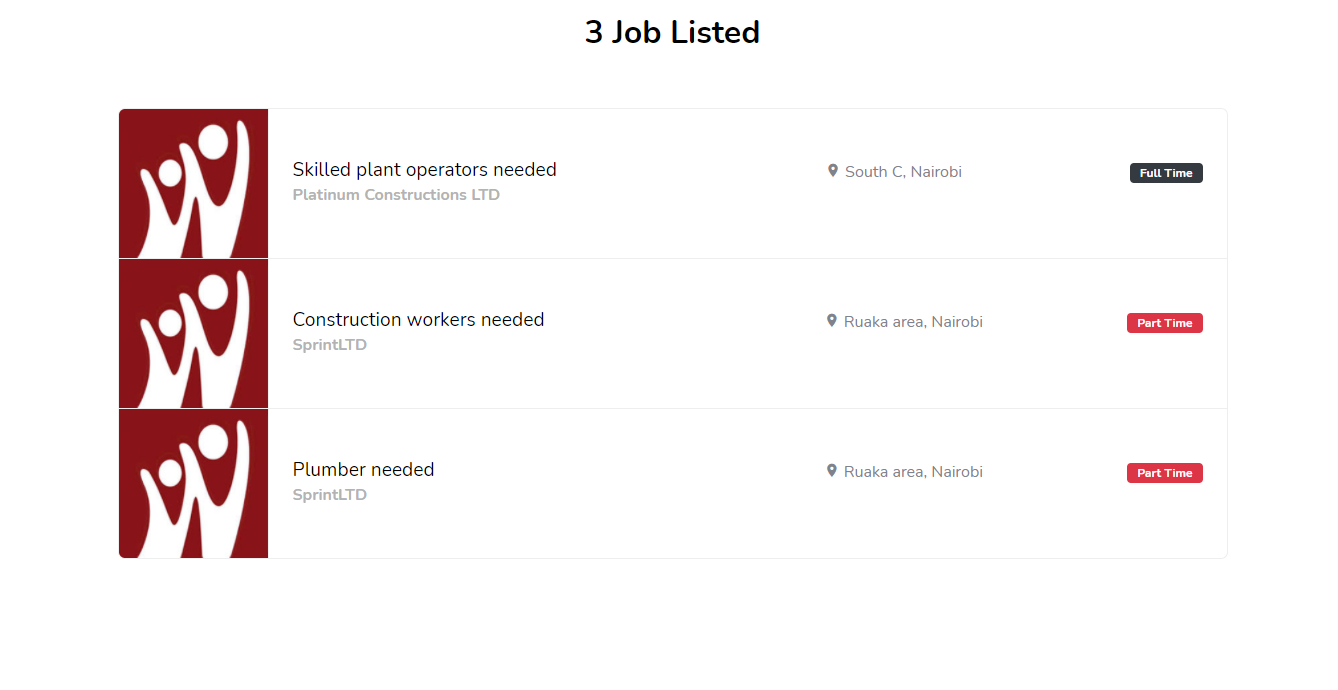 3 Job Listed
Skilled plant operators needed
Platinum Constructions LTD
South C, Nairobi
Full Time
Construction workers needed
SprintLTD
Ruaka area, Nairobi
Part Time
Plumber needed
SprintLTD
Ruaka area, Nairobi
Part Time